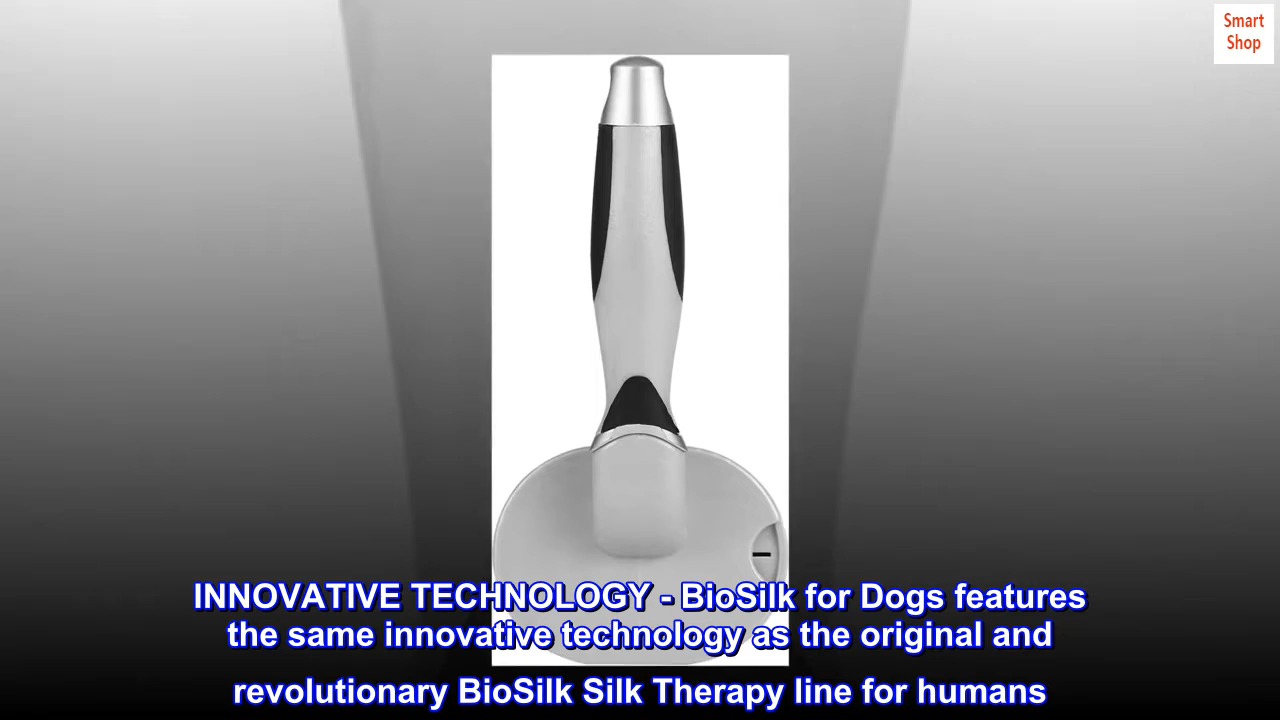 Smart
Shop
INNOVATIVE TECHNOLOGY - BioSilk for Dogs features
the same innovative technology as the original and
revolutionary BioSilk Silk Therapy line for humans